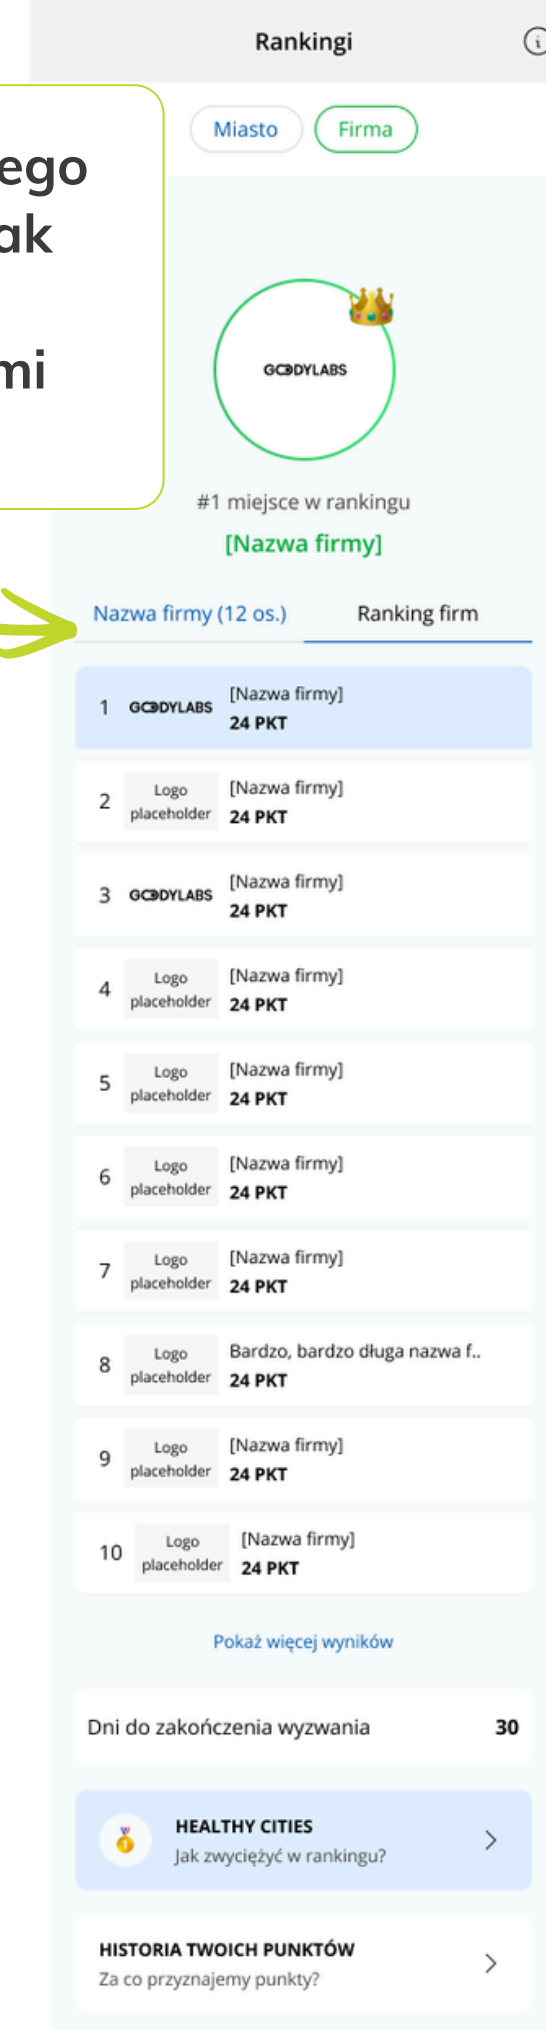 Rankingi
Miasto
Firma
ego
ak
mi
GOODYLABS
#1 miejsce w rankingu
[Nazwa firmy]
Nazwa firmy (12 os.)
Ranking firm
1 GOODYLABS [Nazwa firmy]
24 PKT
2 Logo placeholder [Nazwa firmy]
24 PKT
3 GOODYLABS [Nazwa firmy]
24 PKT
4 Logo placeholder [Nazwa firmy]
24 PKT
5 Logo placeholder [Nazwa firmy]
24 PKT
6 Logo placeholder [Nazwa firmy]
24 PKT
7 Logo placeholder [Nazwa firmy]
24 PKT
8 Logo placeholder Bardzo, bardzo długa nazwa f..
24 PKT
9 Logo placeholder [Nazwa firmy]
24 PKT
10 Logo placeholder [Nazwa firmy]
24 PKT
Pokaż więcej wyników
Dni do zakończenia wyzwania 30
HEALTHY CITIES
Jak zwyciężyć w rankingu?
HISTORIA TWOICH PUNKTÓW
Za co przyznajemy punkty?